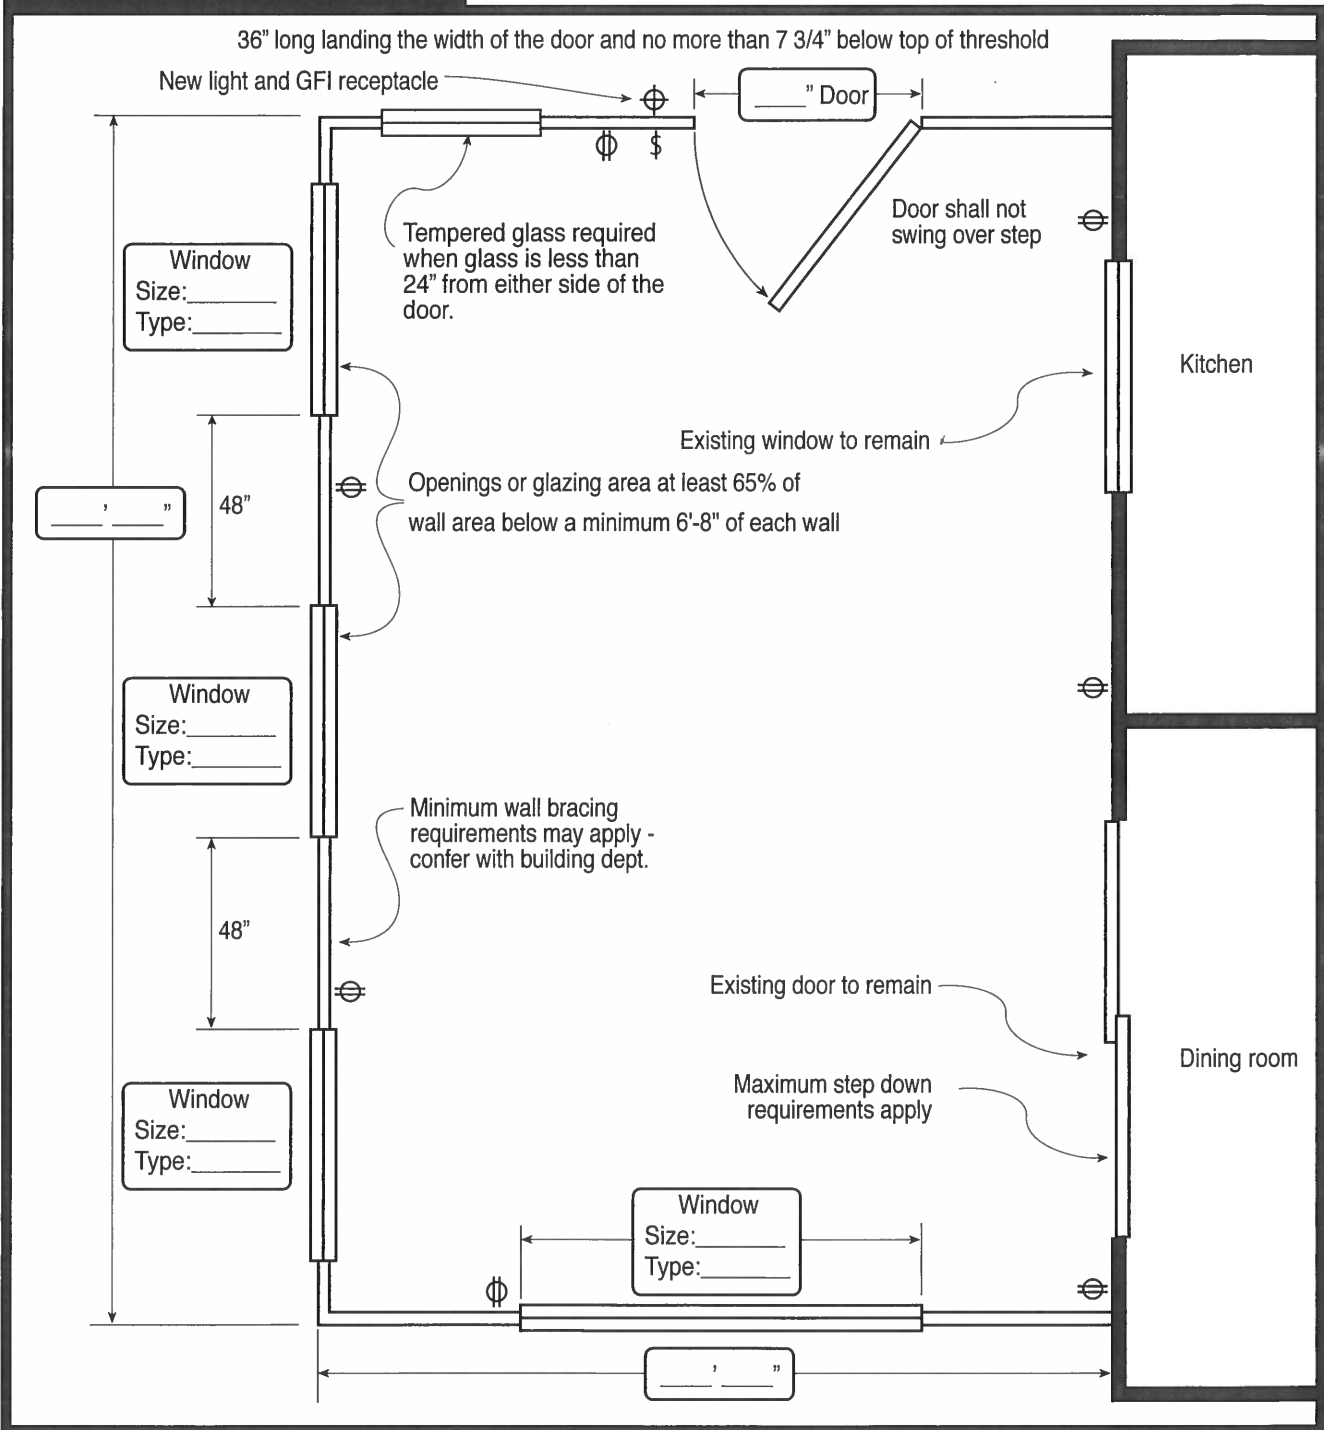 36” long landing the width of the door and no more than 7 3/4” below top of threshold
New light and GFI receptacle
____” Door
$
Door shall not
swing over step
Tempered glass required
when glass is less than
24” from either side of the
door.
Window
Size:_______
Type:_______
Kitchen
Existing window to remain
____’ ____”
48”
Openings or glazing area at least 65% of
wall area below a minimum 6'-8" of each wall
Window
Size:_______
Type:_______
Minimum wall bracing
requirements may apply -
confer with building dept.
48”
Existing door to remain
Dining room
Maximum step down
requirements apply
Window
Size:_______
Type:_______
Window
Size:_______
Type:_______
____’ ____”